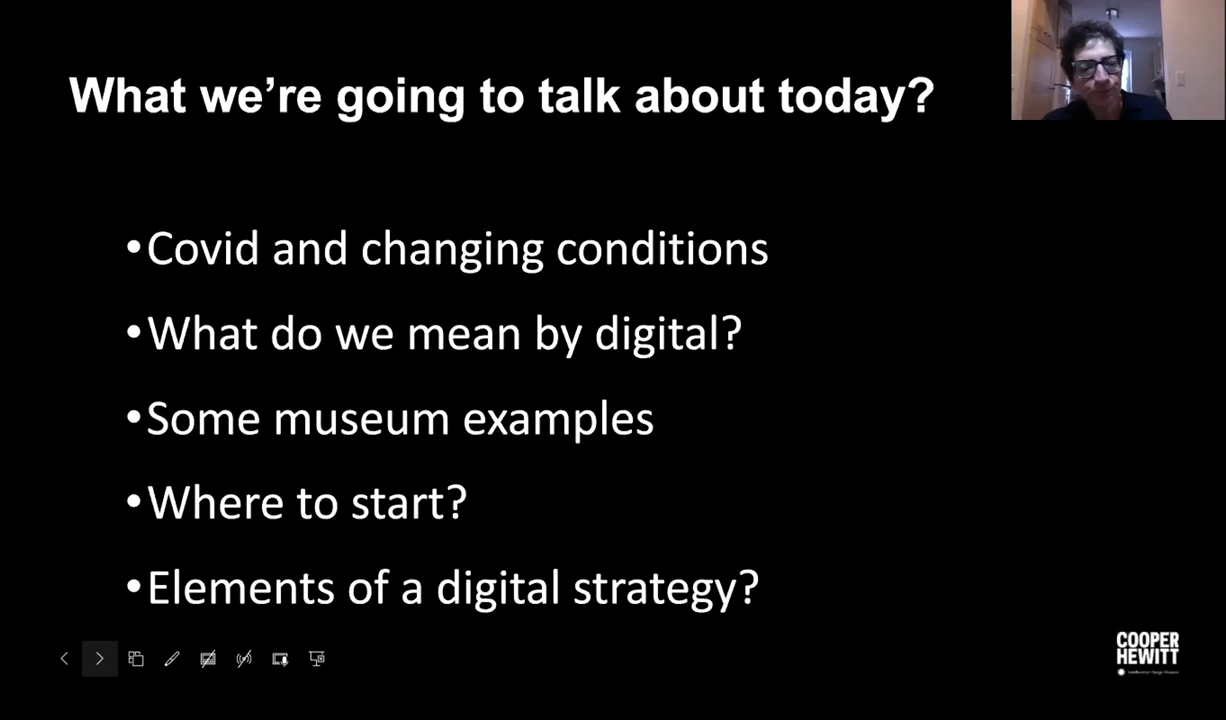 What we’re going to talk about today?
•Covid and changing conditions
•What do we mean by digital?
•Some museum examples
•Where to start?
•Elements of a digital strategy?
COOPER
HEWITT